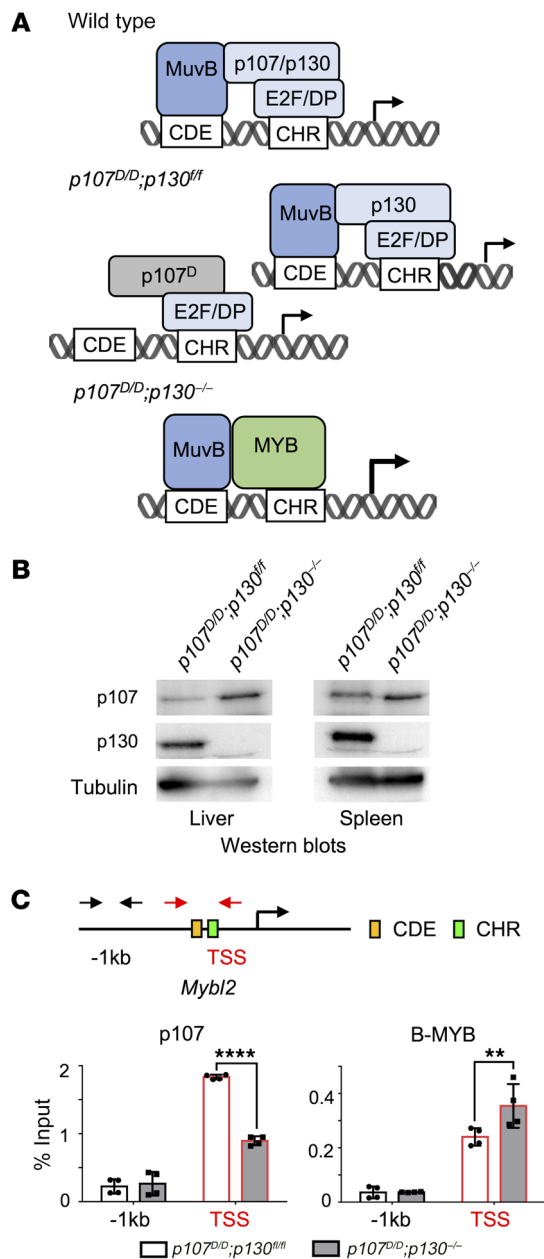 A Wild type
MuvB p107/p130
E2F/DP
CDE CHR
p107D/D;p130f/f
MuvB p130
E2F/DP
CDE CHR
p107D
E2F/DP
CDE CHR
p107D/D;p130–/–
MuvB MYB
CDE CHR
B
p107D/D;p130f/f p107D/D;p130–/– p107D/D;p130f/f p107D/D;p130–/–
p107
p130
Tubulin
Liver Spleen
Western blots
C
CDE CHR
-1kb TSS
Mybl2
p107 B-MYB
% Input
2
1
0
****
-1kb TSS
0.4
0.2
0.0
**
-1kb TSS
p107D/D;p130fl/fl p107D/D;p130–/–